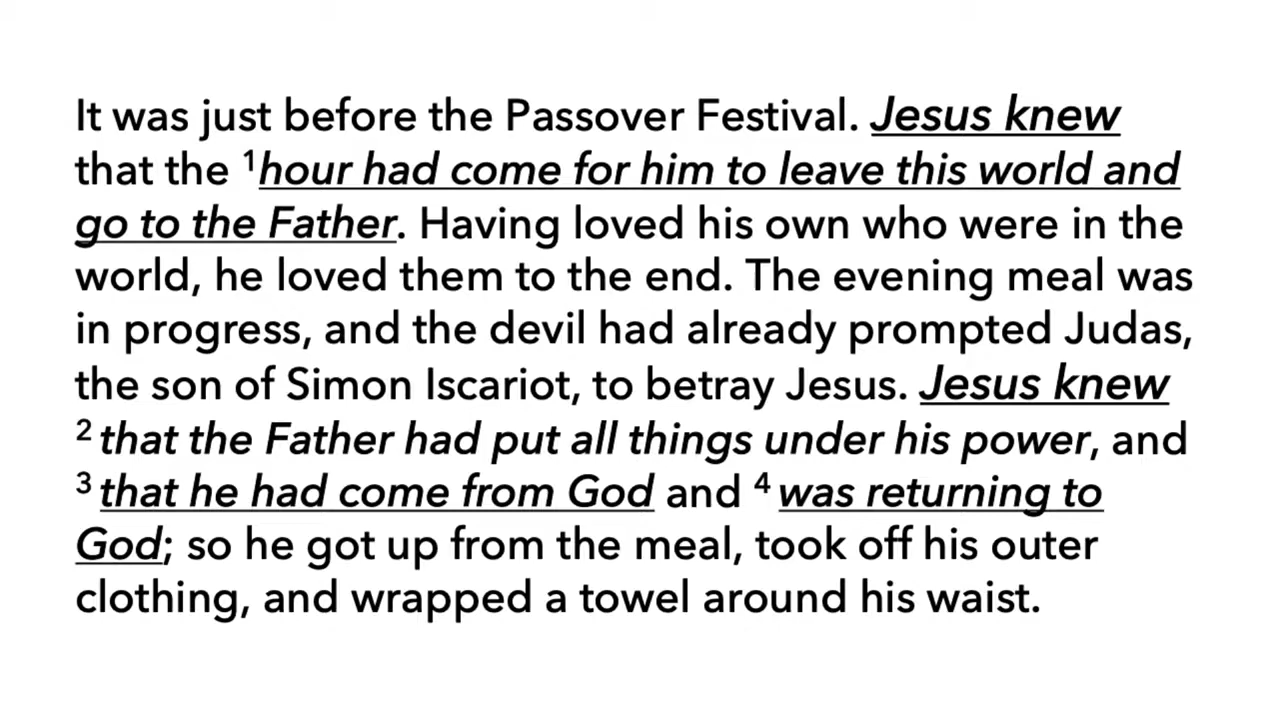 It was just before the Passover Festival. Jesus knew
that the ¹hour had come for him to leave this world and
go to the Father. Having loved his own who were in the
world, he loved them to the end. The evening meal was
in progress, and the devil had already prompted Judas,
the son of Simon Iscariot, to betray Jesus. Jesus knew
² that the Father had put all things under his power, and
³ that he had come from God and ⁴ was returning to
God; so he got up from the meal, took off his outer
clothing, and wrapped a towel around his waist.